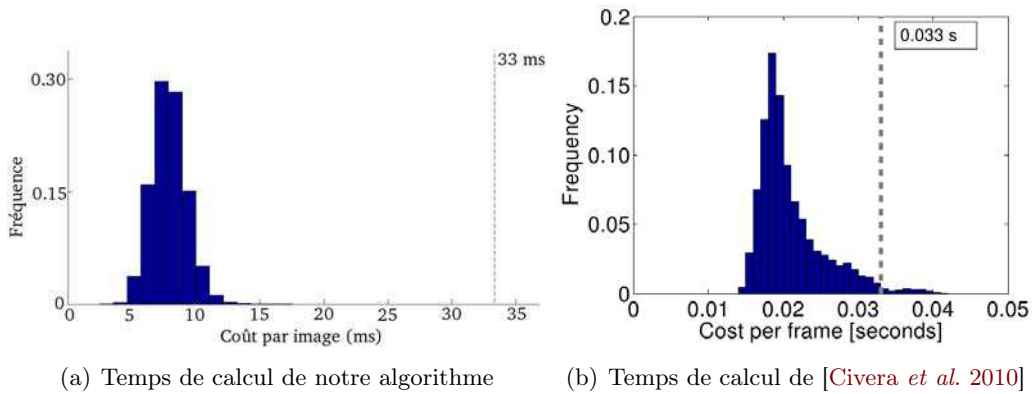 0.30
0.15
0
Fréquence
33 ms
0 5 10 15 20 25 30 35
Coût par image (ms)
(a) Temps de calcul de notre algorithme
0.2
0.15
0.10
0.05
0
Frequency
0.033 s
0 0.01 0.02 0.03 0.04 0.05
Cost per frame [seconds]
(b) Temps de calcul de [Civera et al. 2010]